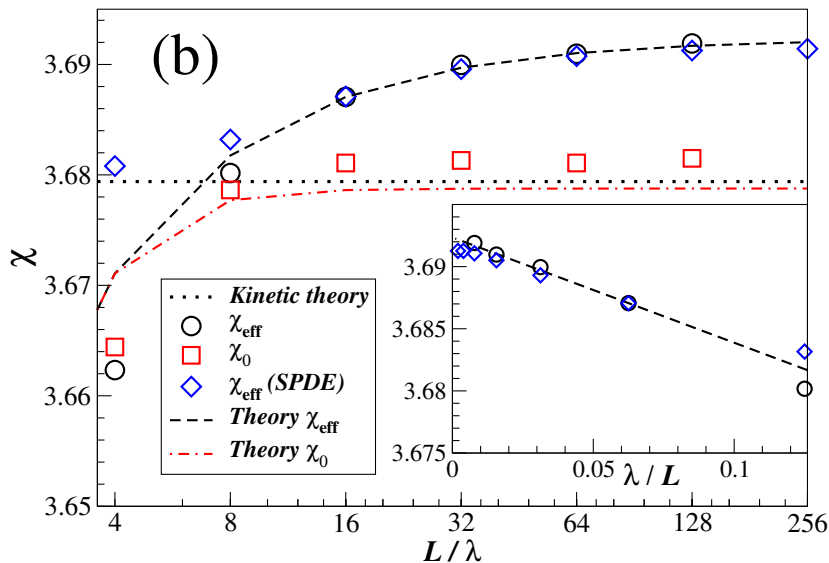 (b)
χ
3.69
3.68
3.67
3.66
3.65
4
8
16
32
64
128
256
L / λ
Kinetic theory
χeff
χ0
χeff (SPDE)
Theory χeff
Theory χ0
3.69
3.685
3.68
3.675
0
0.05
0.1
λ / L